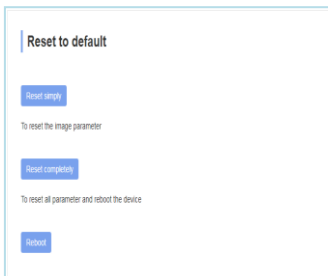 Reset to default
Reset simply
To reset the image parameter
Reset completely
To reset all parameter and reboot the device
Reboot